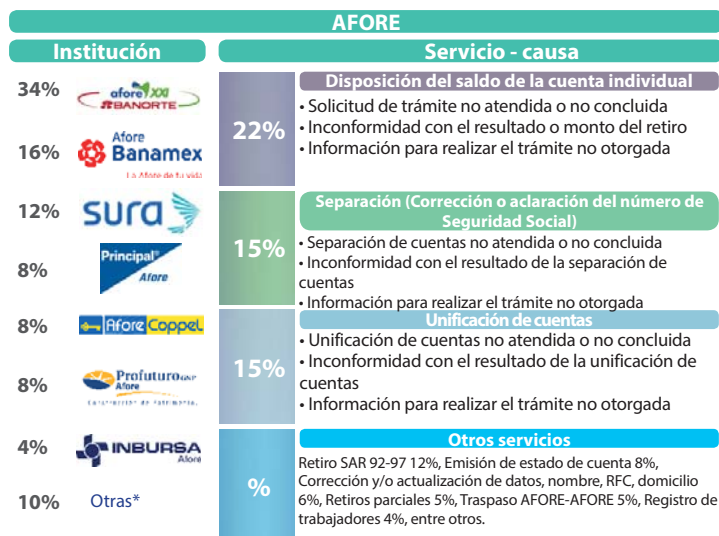 AFORE
Institución
Servicio - causa
34%
afore XXI
BANORTE
16%
Afore
Banamex
La Afore de tu vida
12%
sura
8%
Principal®
Afore
8%
Afore Coppel
8%
Profuturo GNP
Afore
4%
INBURSA
Afore
10%
Otras*
22%
Disposición del saldo de la cuenta individual
• Solicitud de trámite no atendida o no concluida
• Inconformidad con el resultado o monto del retiro
• Información para realizar el trámite no otorgada
15%
Separación (Corrección o aclaración del número de
Seguridad Social)
• Separación de cuentas no atendida o no concluida
• Inconformidad con el resultado de la separación de
cuentas
• Información para realizar el trámite no otorgada
15%
Unificación de cuentas
• Unificación de cuentas no atendida o no concluida
• Inconformidad con el resultado de la unificación de
cuentas
• Información para realizar el trámite no otorgada
%
Otros servicios
Retiro SAR 92-97 12%, Emisión de estado de cuenta 8%,
Corrección y/o actualización de datos, nombre, RFC, domicilio
6%, Retiros parciales 5%, Traspaso AFORE-AFORE 5%, Registro de
trabajadores 4%, entre otros.